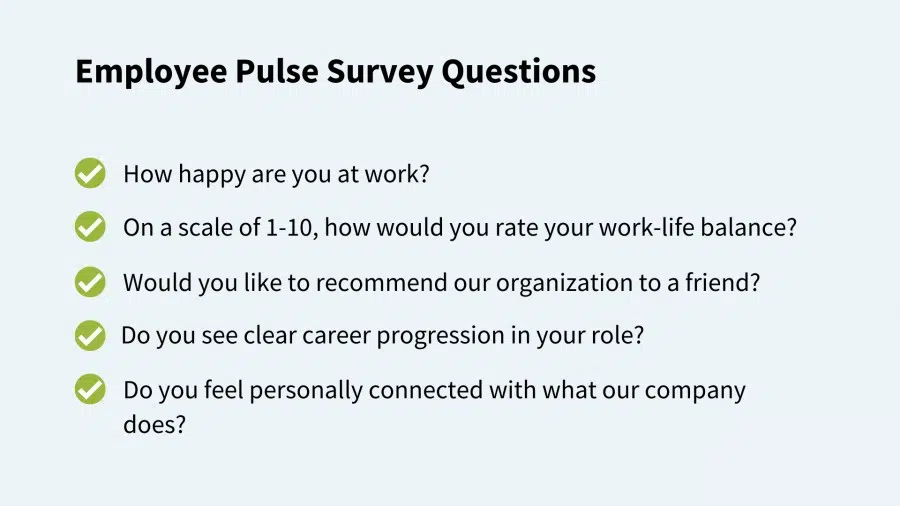 Employee Pulse Survey Questions
How happy are you at work?
On a scale of 1-10, how would you rate your work-life balance?
Would you like to recommend our organization to a friend?
Do you see clear career progression in your role?
Do you feel personally connected with what our company
does?